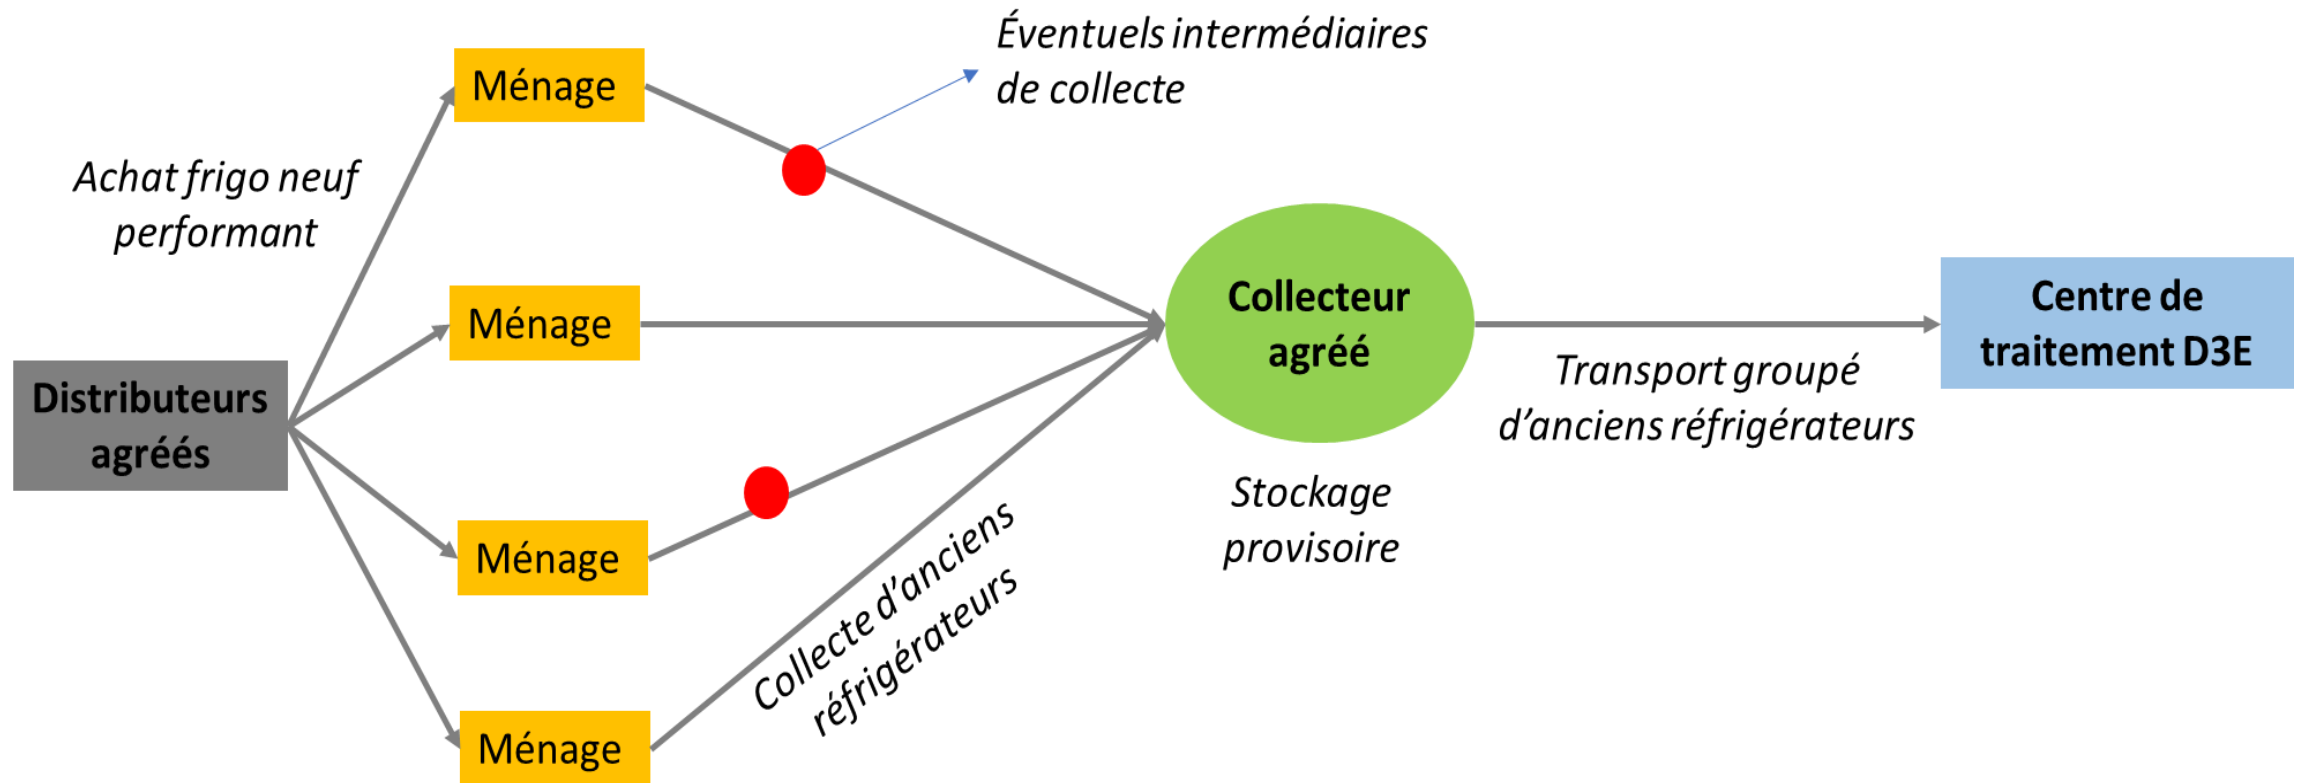 Éventuels intermédiaires
de collecte
Ménage
Achat frigo neuf
performant
Ménage
Distributeurs
agréés
Ménage
Ménage
Collecte d'anciens
réfrigérateurs
Collecteur
agréé
Stockage
provisoire
Transport groupé
d'anciens réfrigérateurs
Centre de
traitement D3E